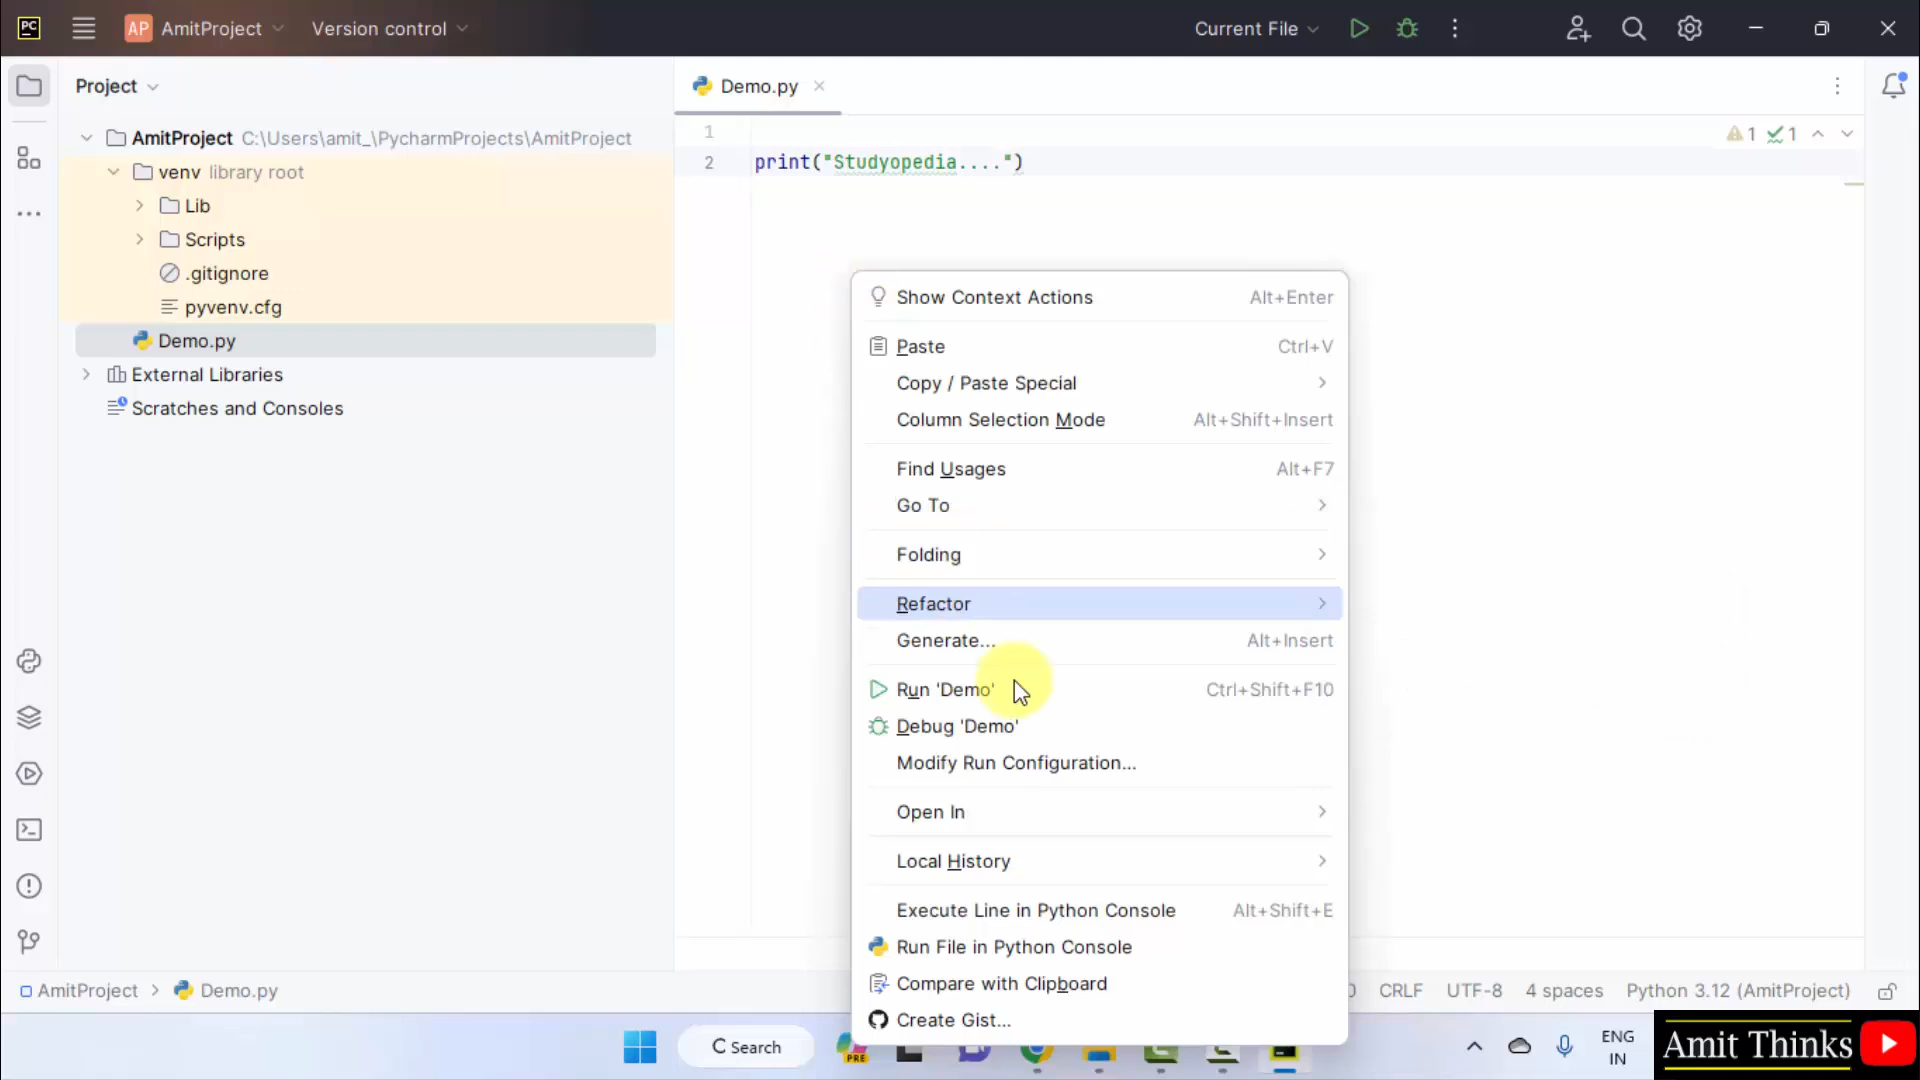 PC
AP AmitProject
Version control
Current File
Project
AmitProject C:\Users\amit_\PycharmProjects\AmitProject
venv library root
Lib
Scripts
.gitignore
pyvenv.cfg
Demo.py
External Libraries
Scratches and Consoles
Demo.py
1
2 print("Studyopedia....")
1 1
Show Context Actions Alt+Enter
Paste Ctrl+V
Copy / Paste Special
Column Selection Mode Alt+Shift+Insert
Find Usages Alt+F7
Go To
Folding
Refactor
Generate... Alt+Insert
Run 'Demo' Ctrl+Shift+F10
Debug 'Demo'
Modify Run Configuration...
Open In
Local History
Execute Line in Python Console Alt+Shift+E
Run File in Python Console
Compare with Clipboard
Create Gist...
AmitProject > Demo.py
CRLF UTF-8 4 spaces Python 3.12 (AmitProject)
Search
PRE
ENG
IN
Amit Thinks